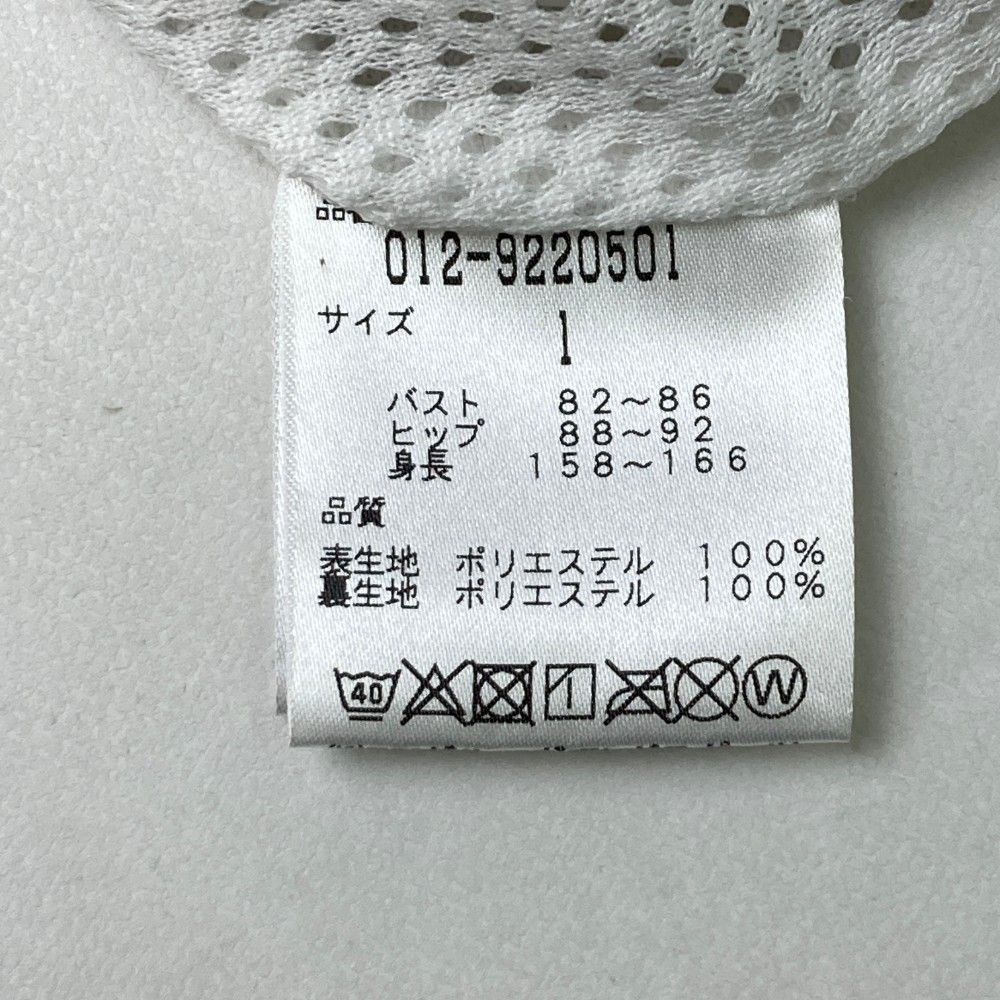 012-9220501
サイズ 1
バスト 82～86
ヒップ 88～92
身長 158～166
品質
表生地 ポリエステル 100%
裏生地 ポリエステル 100%
40 W